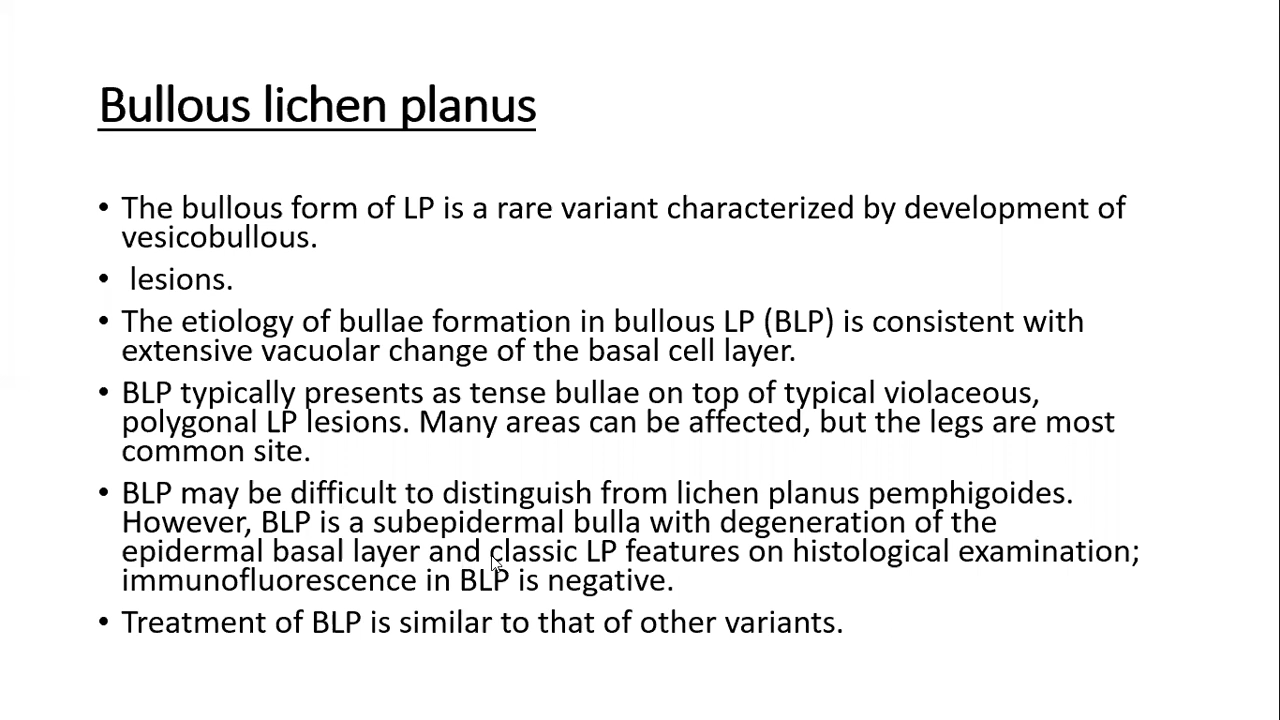 Bullous lichen planus
• The bullous form of LP is a rare variant characterized by development of
vesicobullous.
• lesions.
• The etiology of bullae formation in bullous LP (BLP) is consistent with
extensive vacuolar change of the basal cell layer.
• BLP typically presents as tense bullae on top of typical violaceous,
polygonal LP lesions. Many areas can be affected, but the legs are most
common site.
• BLP may be difficult to distinguish from lichen planus pemphigoides.
However, BLP is a subepidermal bulla with degeneration of the
epidermal basal layer and classic LP features on histological examination;
immunofluorescence in BLP is negative.
• Treatment of BLP is similar to that of other variants.